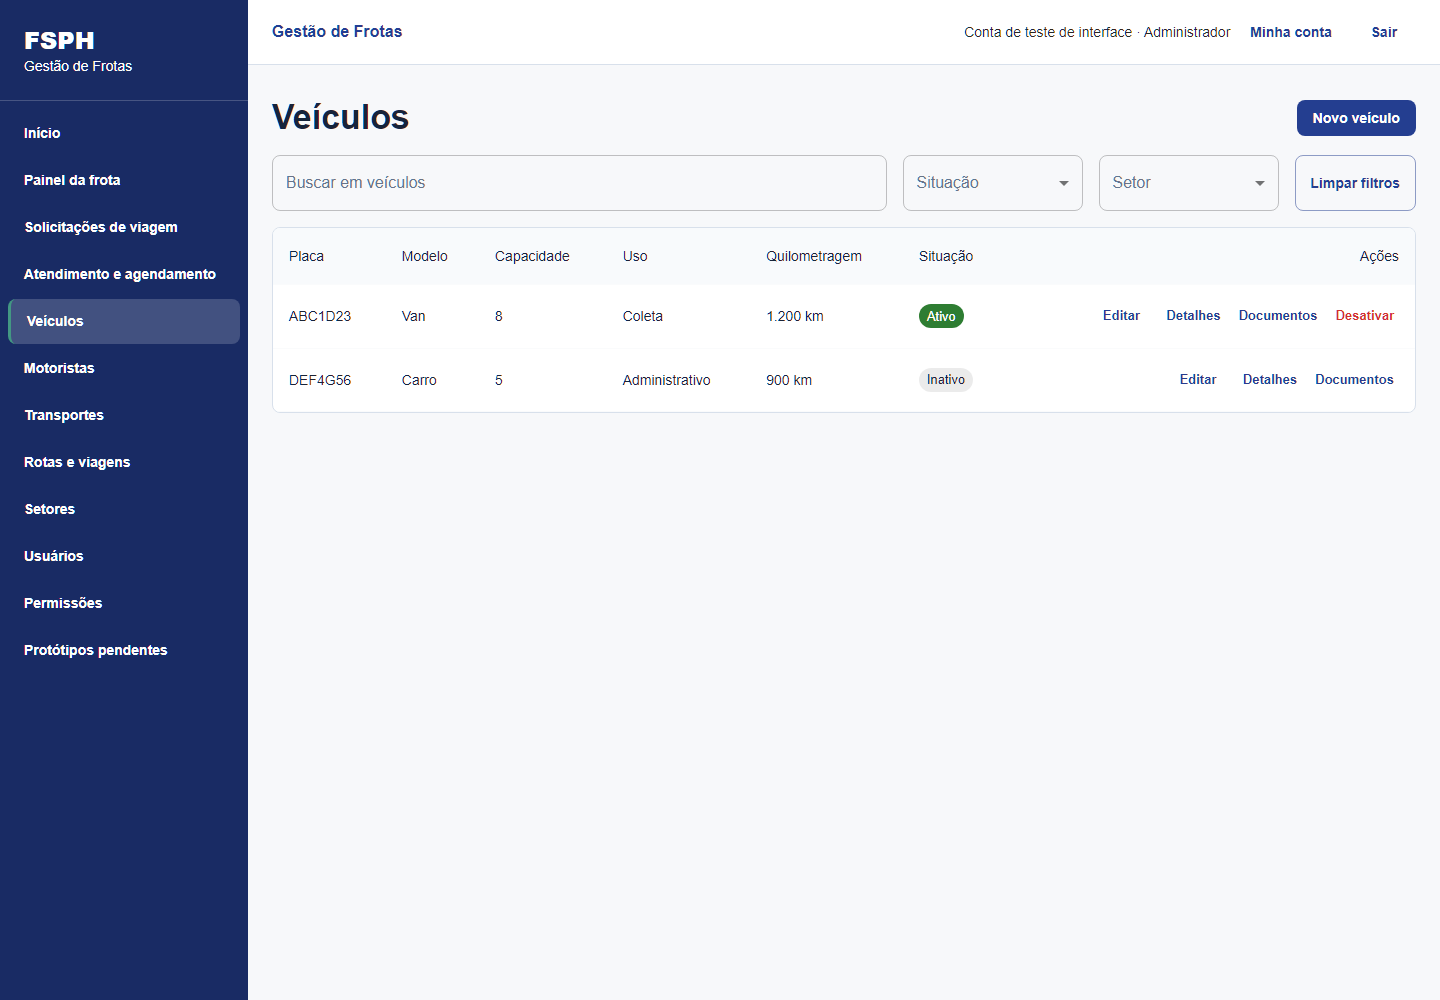 FSPH
Gestão de Frotas
Início
Painel da frota
Solicitações de viagem
Atendimento e agendamento
Veículos
Motoristas
Transportes
Rotas e viagens
Setores
Usuários
Permissões
Protótipos pendentes
Gestão de Frotas
Conta de teste de interface · Administrador Minha conta Sair
Veículos
Novo veículo
Buscar em veículos Situação Setor Limpar filtros
Placa Modelo Capacidade Uso Quilometragem Situação Ações
ABC1D23 Van 8 Coleta 1.200 km Ativo Editar Detalhes Documentos Desativar
DEF4G56 Carro 5 Administrativo 900 km Inativo Editar Detalhes Documentos